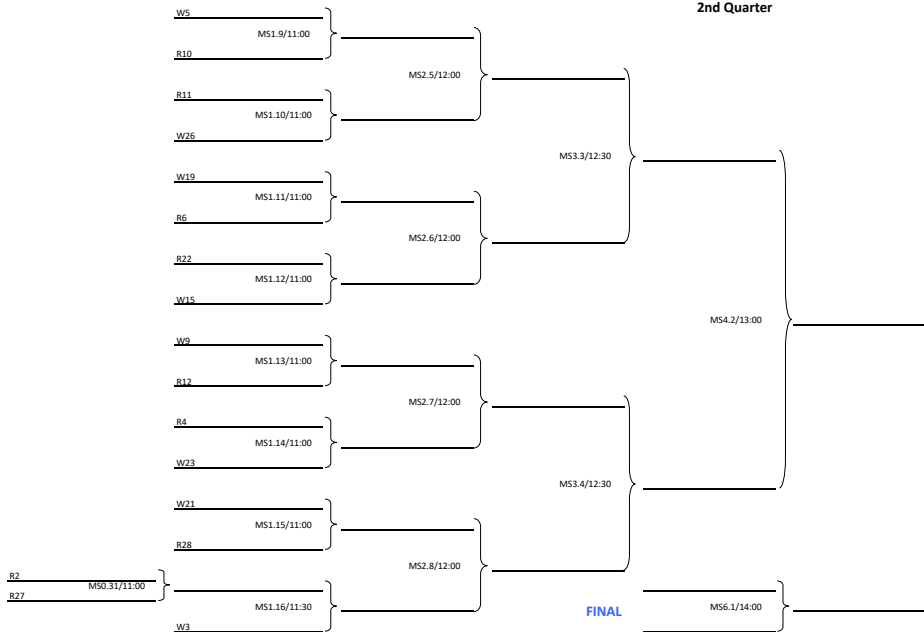 2nd Quarter
W5
MS1.9/11:00
R10
MS2.5/12:00
R11
MS1.10/11:00
W26
MS3.3/12:30
W19
MS1.11/11:00
R6
MS2.6/12:00
R22
MS1.12/11:00
W15
MS4.2/13:00
W9
MS1.13/11:00
R12
MS2.7/12:00
R4
MS1.14/11:00
W23
MS3.4/12:30
W21
MS1.15/11:00
R28
MS2.8/12:00
R2
MS0.31/11:00
R27
MS1.16/11:30
W3
FINAL
MS6.1/14:00